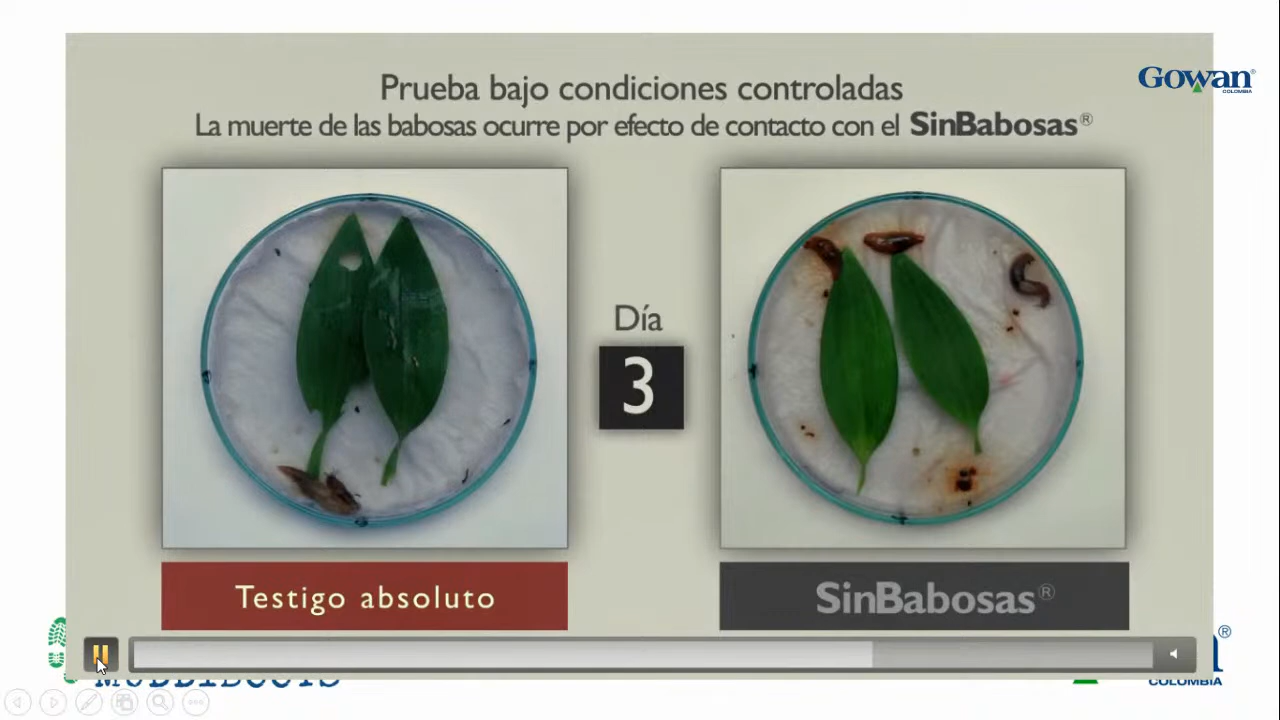 Prueba bajo condiciones controladas
La muerte de las babosas ocurre por efecto de contacto con el SinBabosas®
Gowan®
COLOMBIA
Día
3
Testigo absoluto
SinBabosas®
®
COLOMBIA